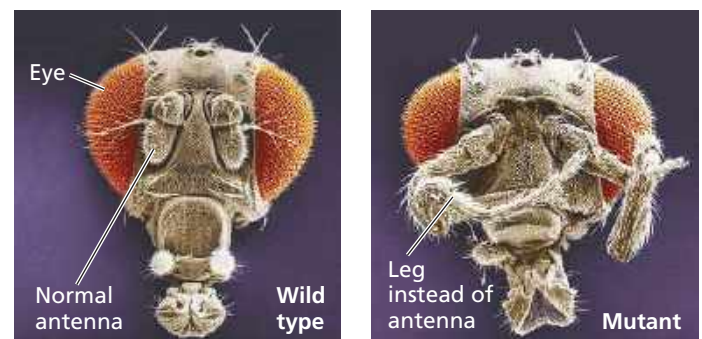 Eye
Normal
antenna
Wild
type
Leg
instead of
antenna
Mutant